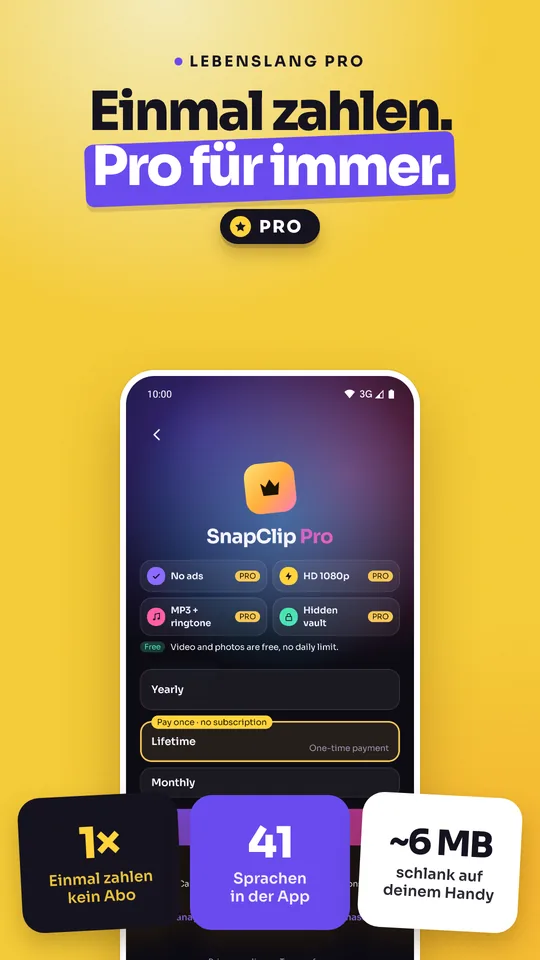 LEBENSLANG PRO
Einmal zahlen.
Pro für immer.
PRO
10:00
3G
SnapClip Pro
No ads PRO
HD 1080p PRO
MP3 +
ringtone PRO
Hidden
vault PRO
Free Video and photos are free, no daily limit.
Yearly
Pay once · no subscription
Lifetime
One-time payment
Monthly
1×
Einmal zahlen
kein Abo
41
Sprachen
in der App
~6 MB
schlank auf
deinem Handy